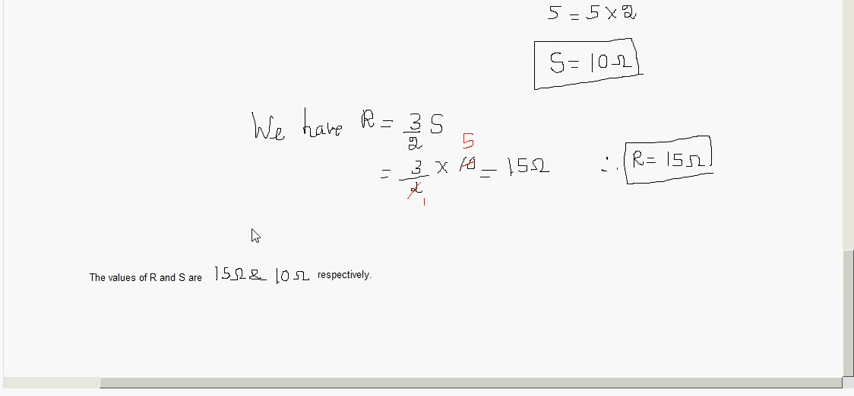 S = 5 × 2
S = 10Ω
We have R = 3/2 S
= 3/2 × 10 = 15Ω ∴ R = 15Ω
5
1
The values of R and S are 15Ω & 10Ω respectively.